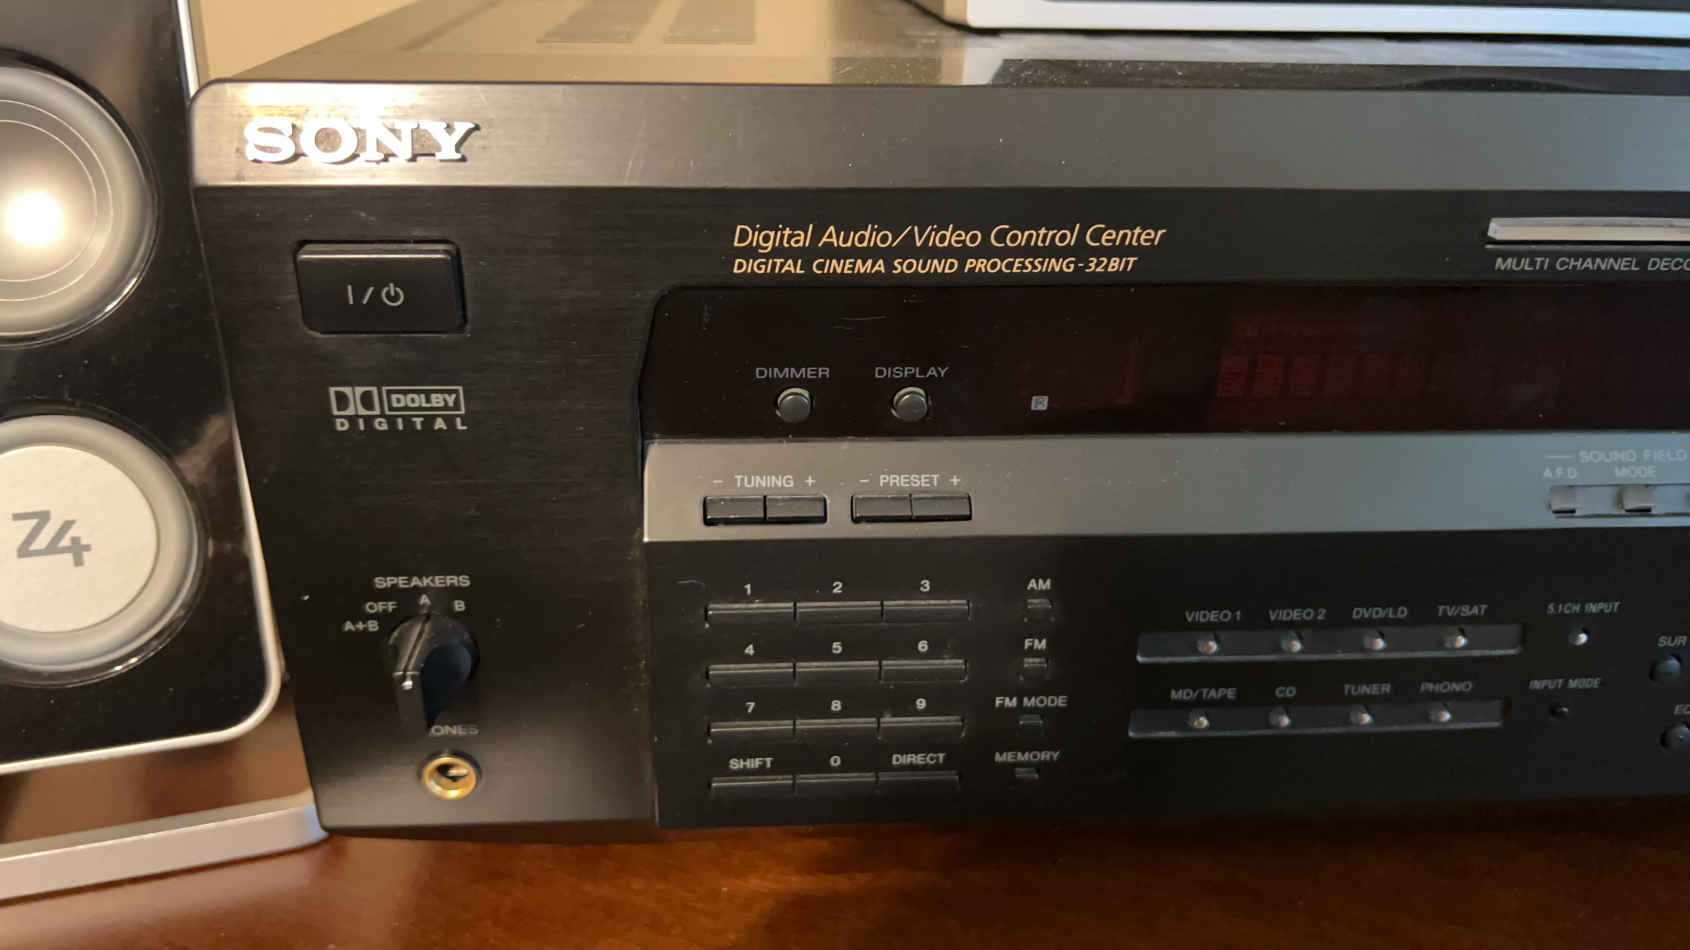 SONY
Digital Audio/Video Control Center
DIGITAL CINEMA SOUND PROCESSING-32BIT
MULTI CHANNEL
I/⏻
DIMMER DISPLAY
DOLBY
DIGITAL
R
- TUNING + - PRESET +
SOUND FIELD
A.F.D MODE
Z4
SPEAKERS
OFF A B
A+B
1 2 3 AM
4 5 6 FM
7 8 9 FM MODE
SHIFT 0 DIRECT MEMORY
VIDEO 1 VIDEO 2 DVD/LD TV/SAT 5.1CH INPUT
SUR
MD/TAPE CD TUNER PHONO INPUT MODE